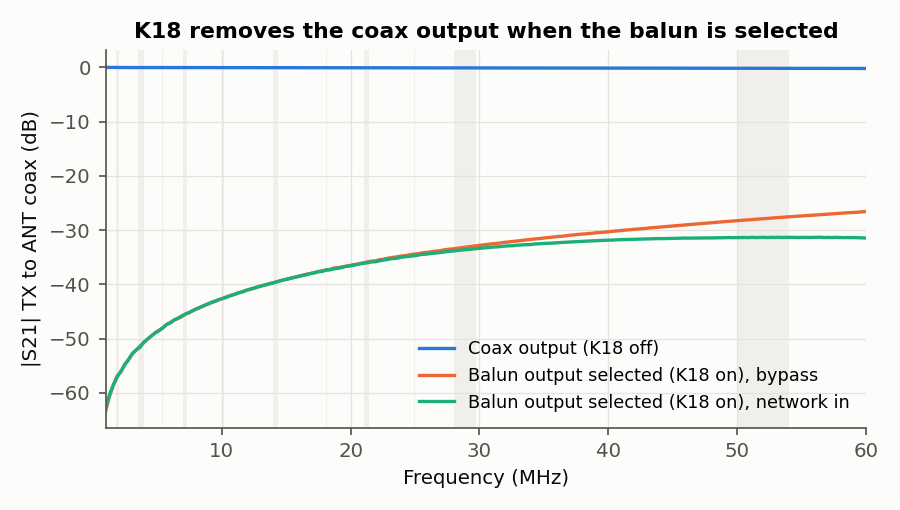 K18 removes the coax output when the balun is selected
|S21| TX to ANT coax (dB)
0
−10
−20
−30
−40
−50
−60
Coax output (K18 off)
Balun output selected (K18 on), bypass
Balun output selected (K18 on), network in
10 20 30 40 50 60
Frequency (MHz)